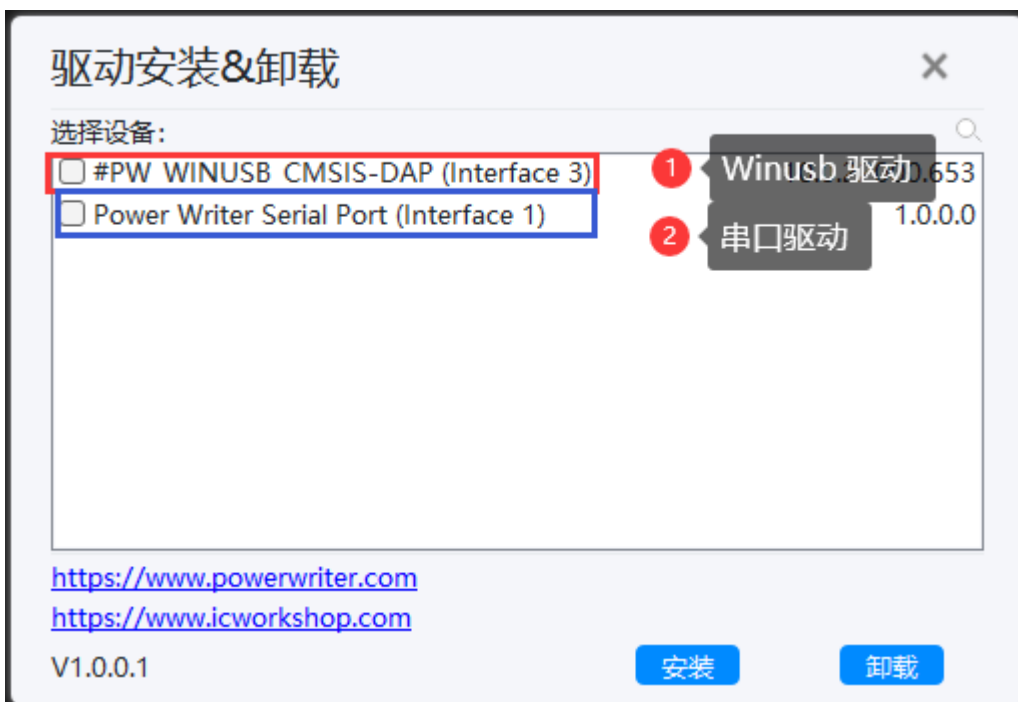 驱动安装&卸载
选择设备:
#PW WINUSB CMSIS-DAP (Interface 3)
1 Winusb 驱动 .653
Power Writer Serial Port (Interface 1) 1.0.0.0
2 串口驱动
https://www.powerwriter.com
https://www.icworkshop.com
V1.0.0.1
安装 卸载